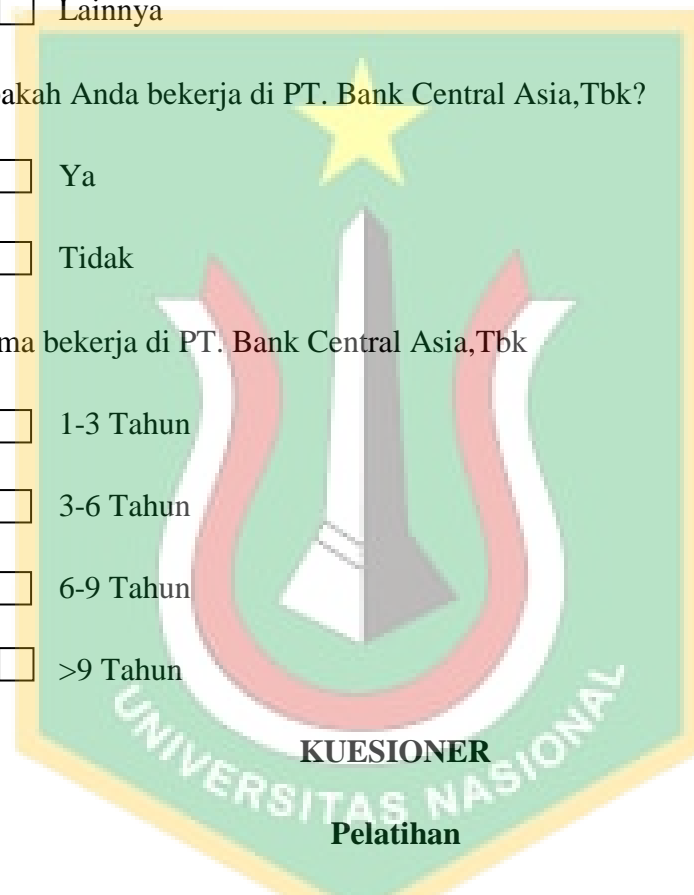 Lainnya
akah Anda bekerja di PT. Bank Central Asia,Tbk?
Ya
Tidak
ma bekerja di PT. Bank Central Asia,Tbk
1-3 Tahun
3-6 Tahun
6-9 Tahun
>9 Tahun
KUESIONER
UNIVERSITAS NASIONAL
Pelatihan